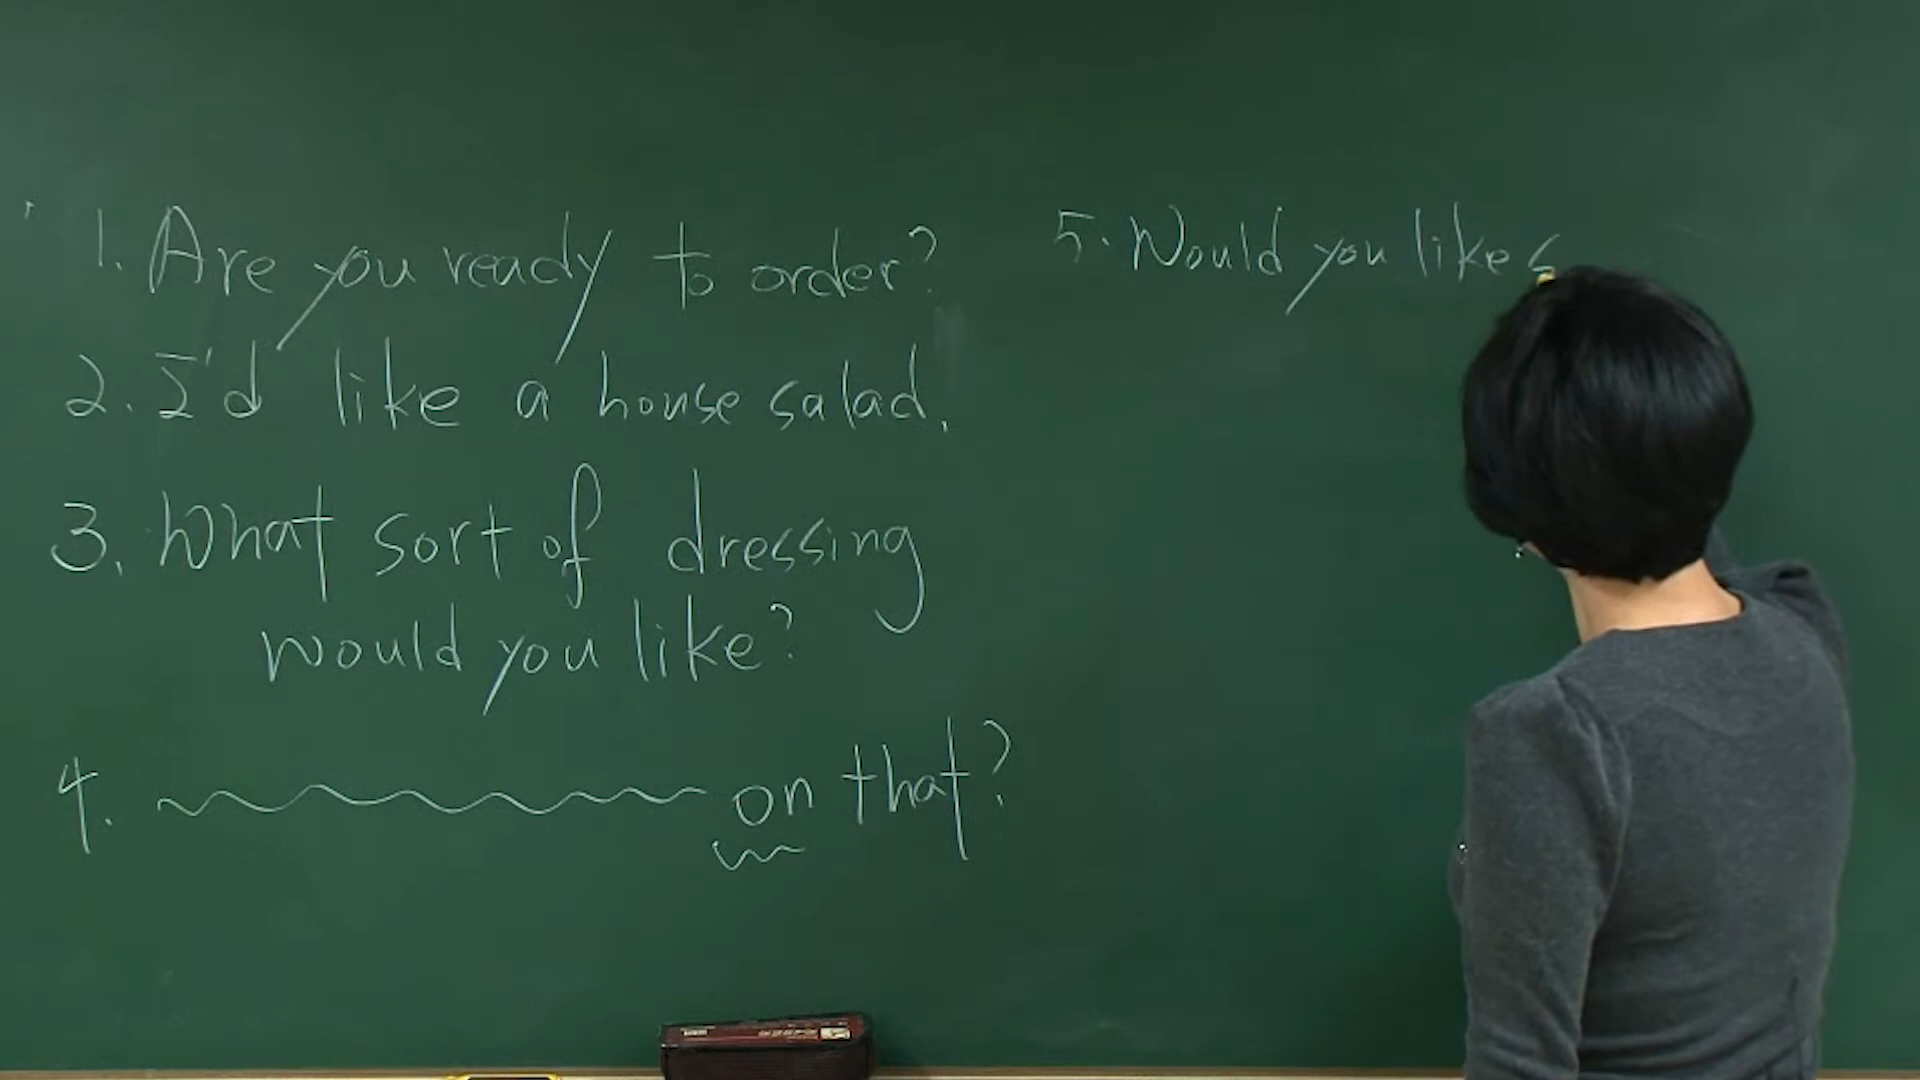 1. Are you ready to order?
2. I'd like a house salad.
3. What sort of dressing
would you like?
4. on that?
5. Would you like s